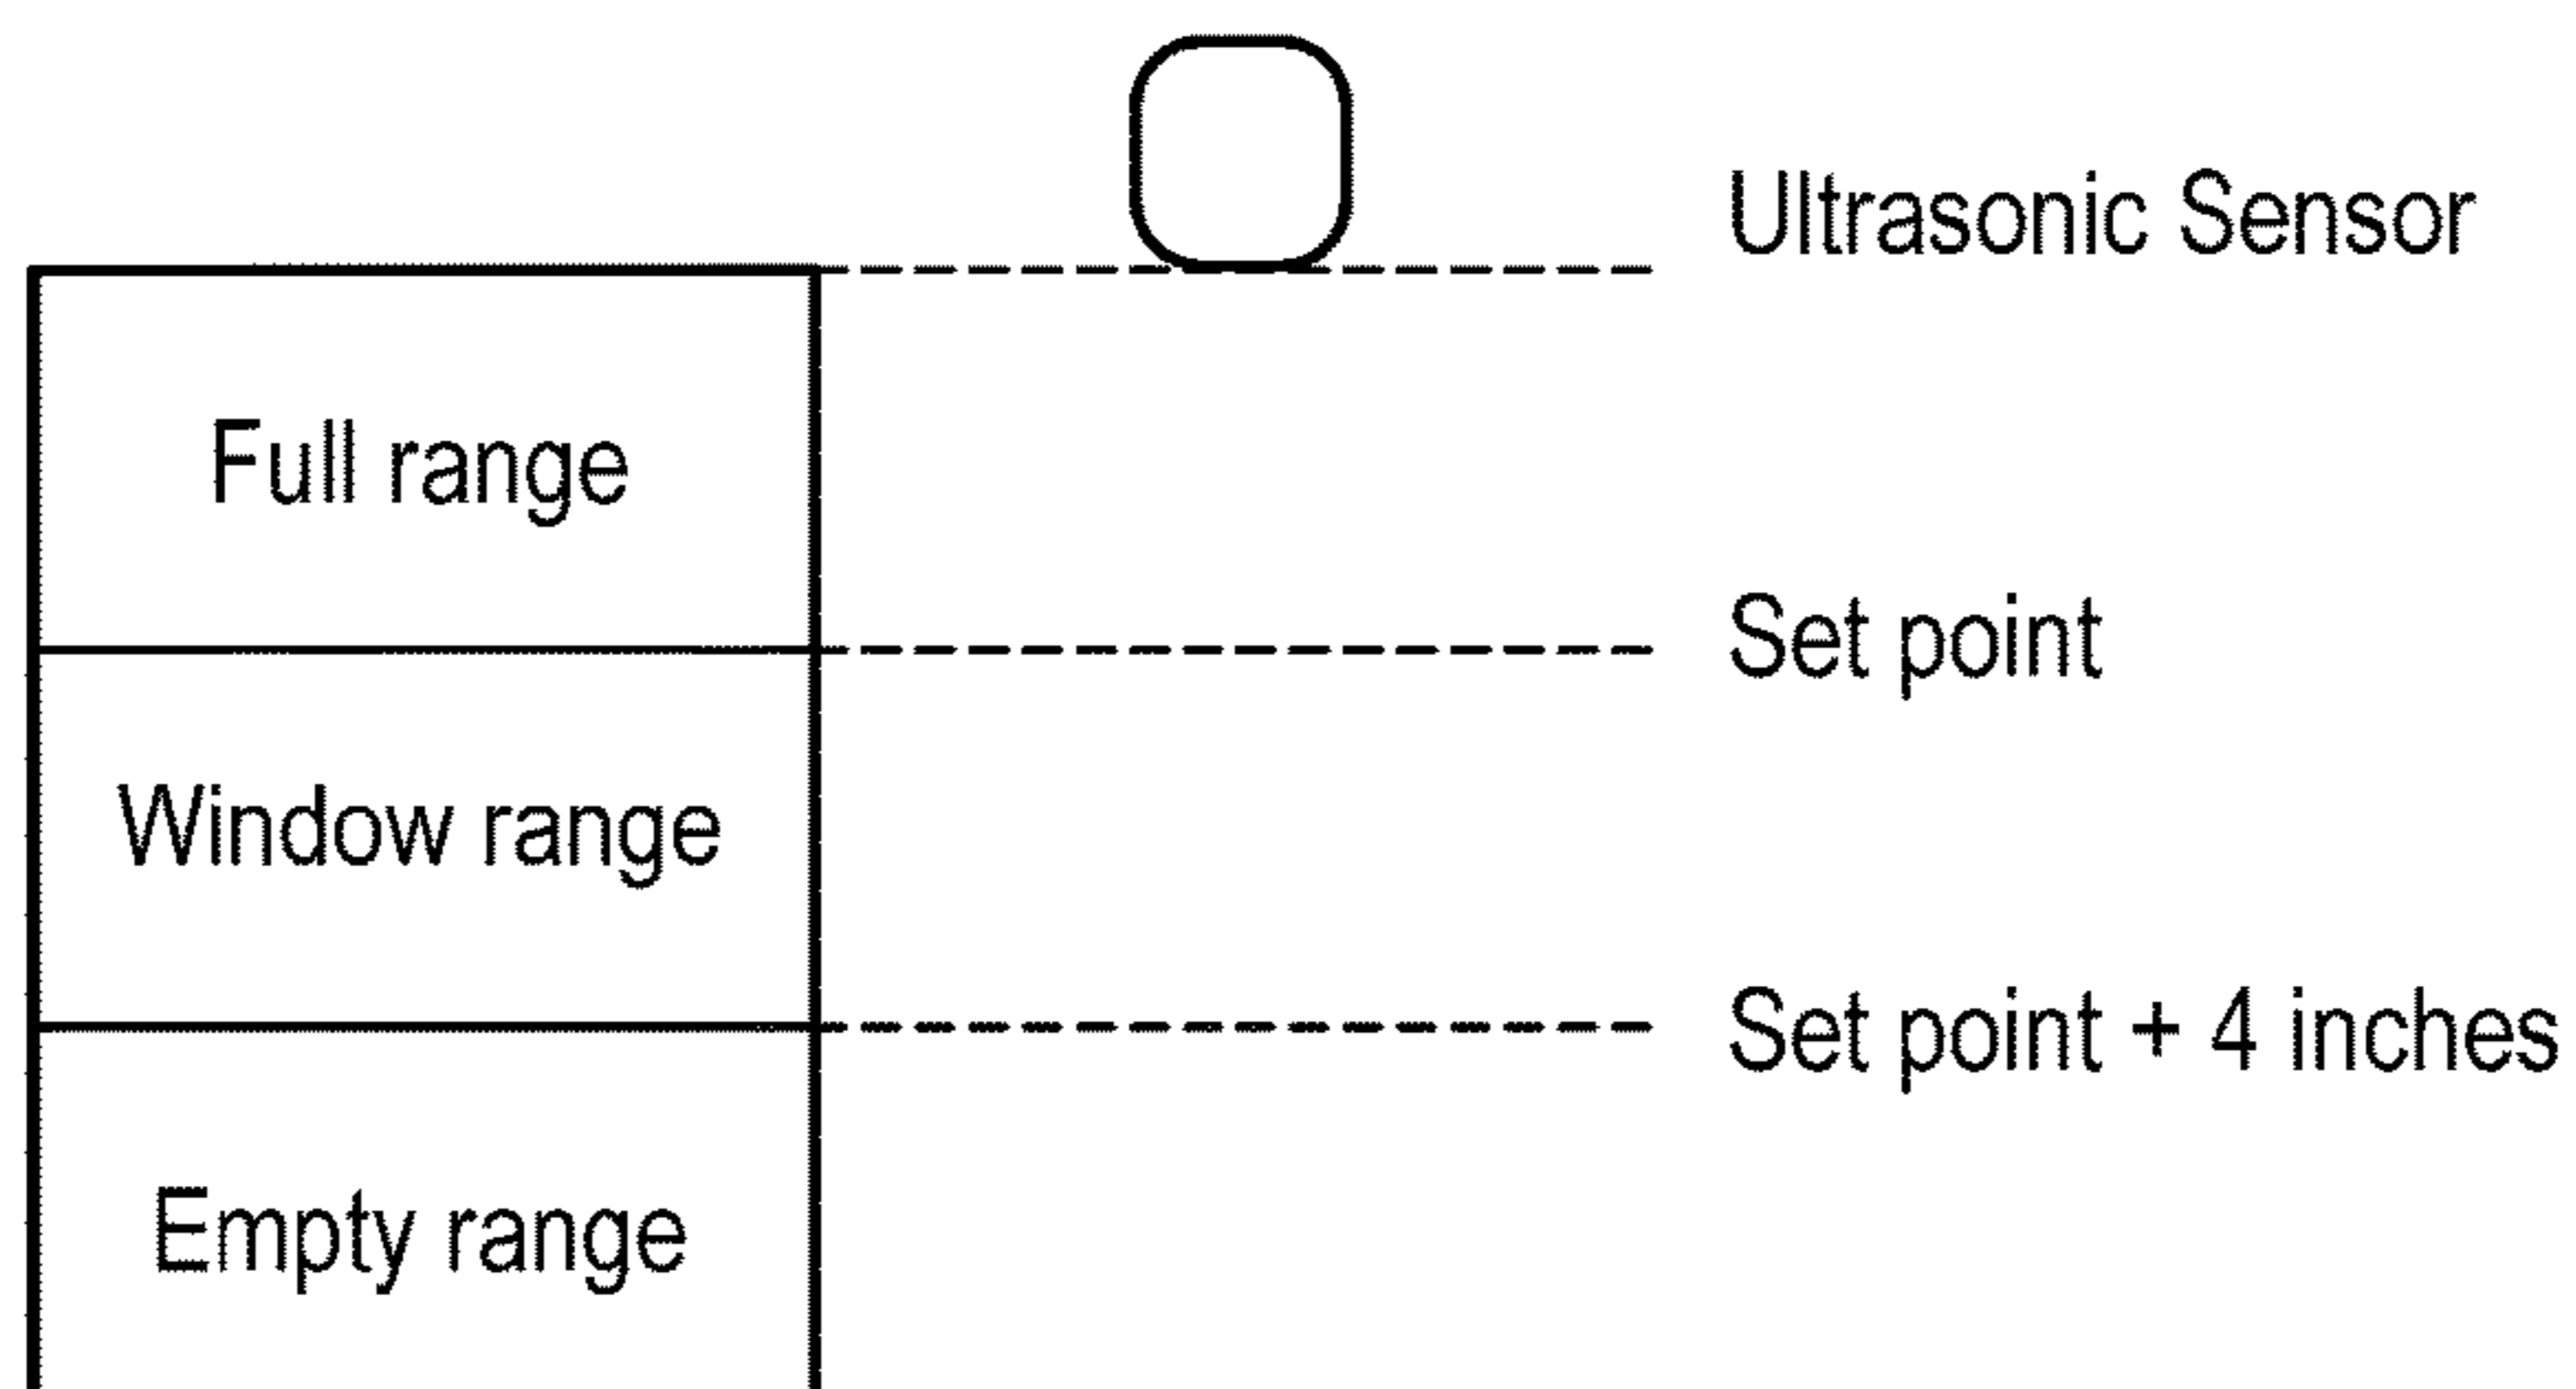 Ultrasonic Sensor
Full range
Set point
Window range
Set point + 4 inches
Empty range